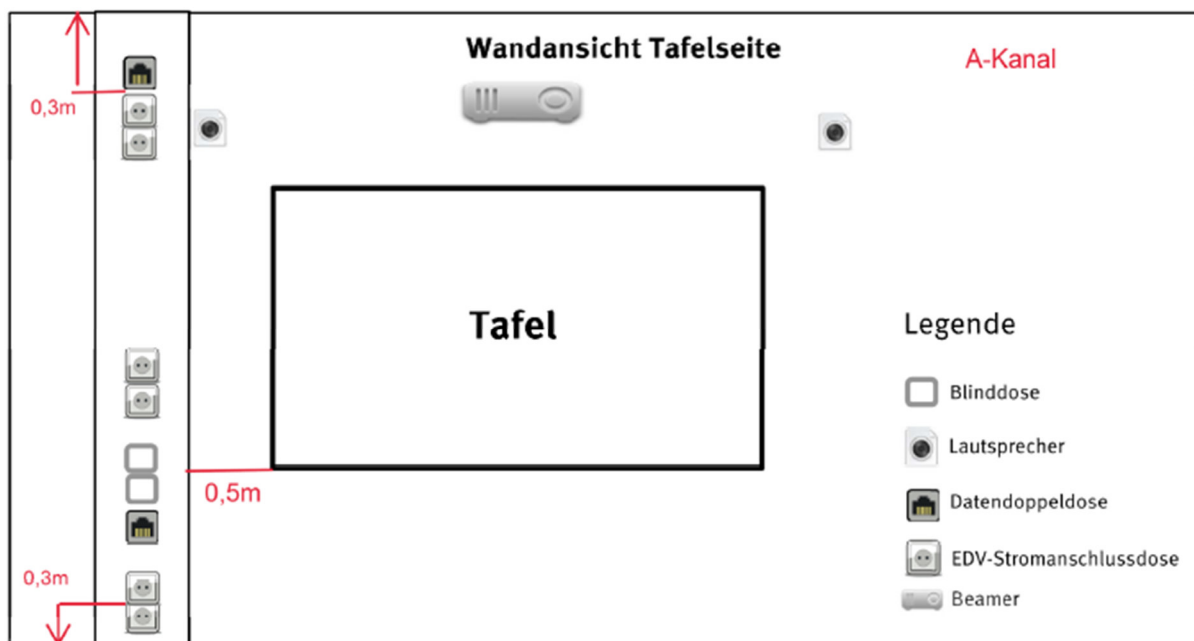 Wandansicht Tafelseite
A-Kanal
0,3m
Tafel
0,5m
0,3m
Legende
Blinddose
Lautsprecher
Datendoppeldose
EDV-Stromanschlussdose
Beamer